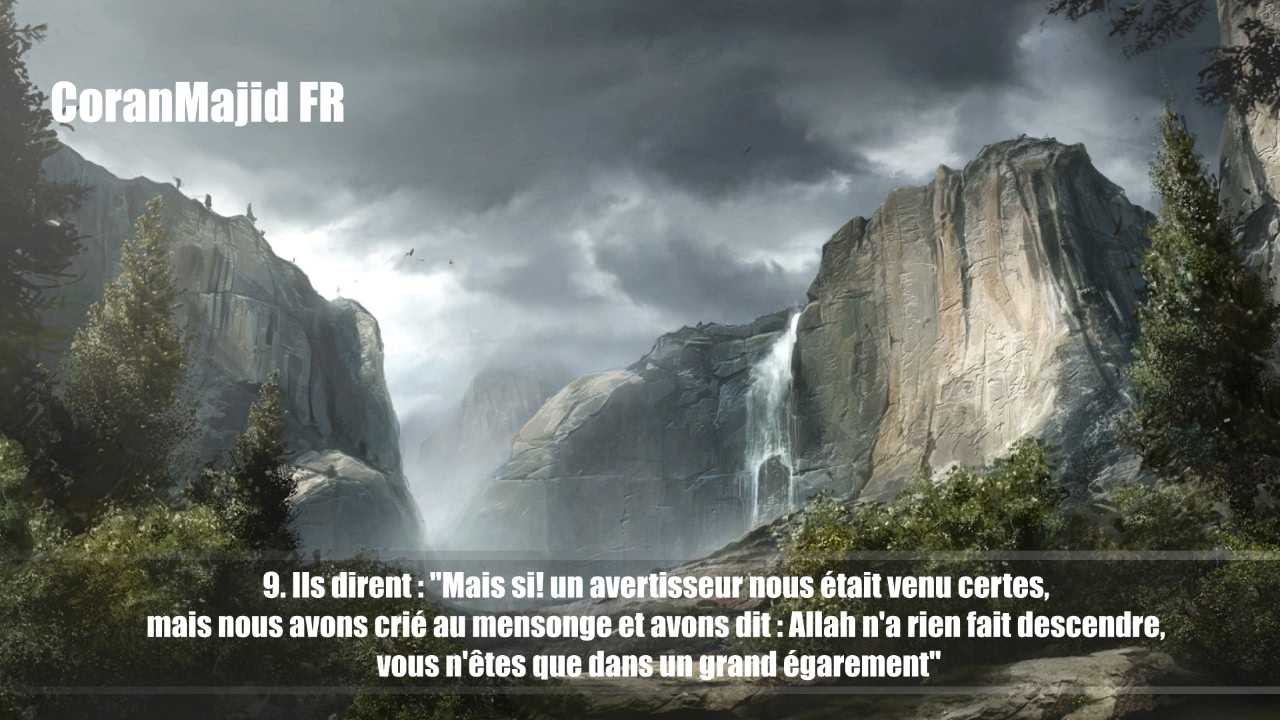 CoranMajid FR
9. Ils dirent : "Mais si! un avertisseur nous était venu certes,
mais nous avons crié au mensonge et avons dit : Allah n'a rien fait descendre,
vous n'êtes que dans un grand égarement"